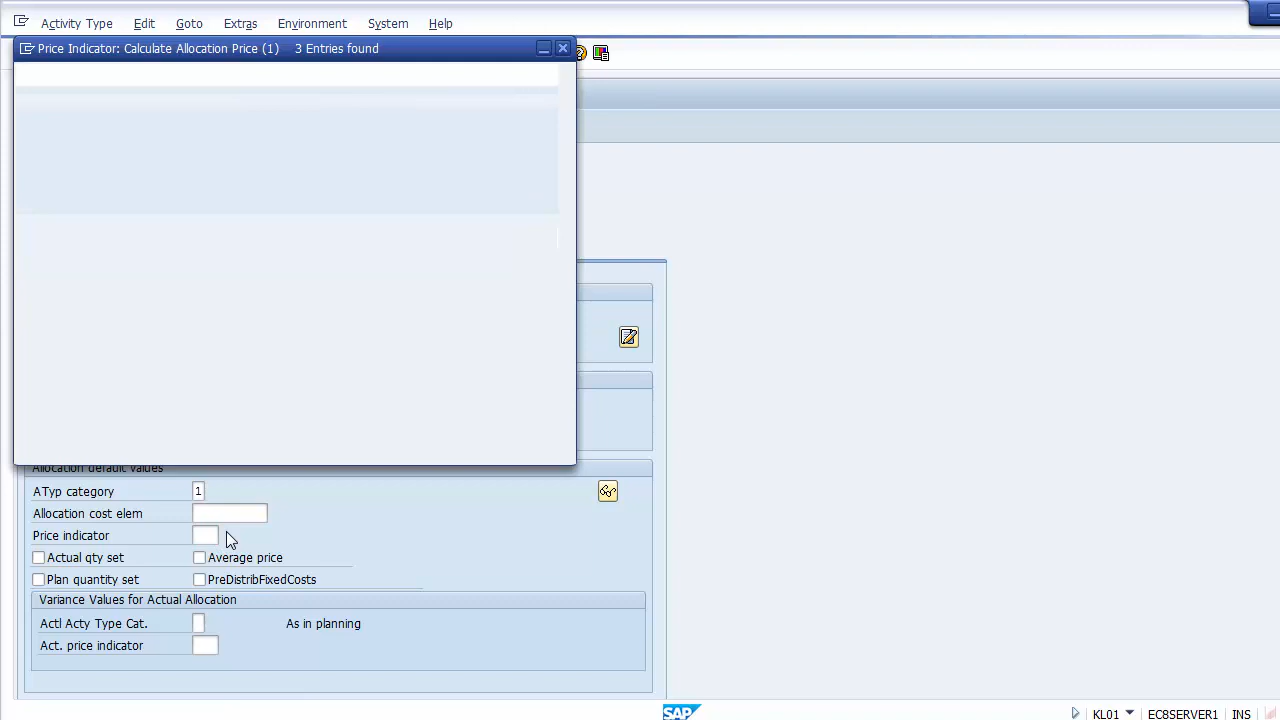 Activity Type Edit Goto Extras Environment System Help
Price Indicator: Calculate Allocation Price (1) 3 Entries found
Allocation default values
ATyp category 1
Allocation cost elem
Price indicator
Actual qty set Average price
Plan quantity set PreDistribFixedCosts
Variance Values for Actual Allocation
Actl Acty Type Cat. As in planning
Act. price indicator
SAP KL01 EC8SERVER1 INS